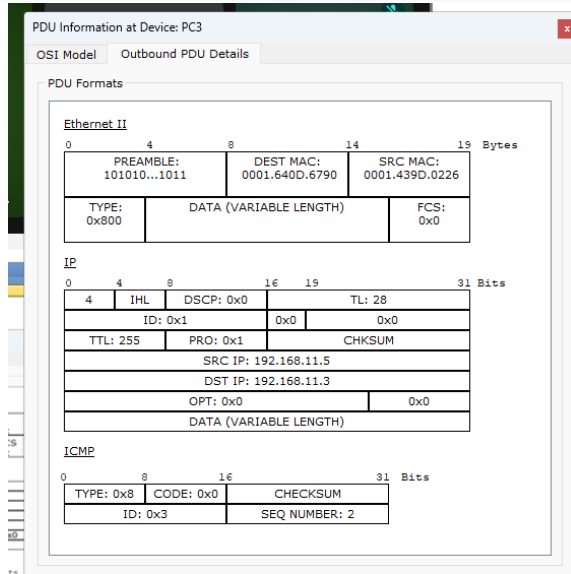 PDU Information at Device: PC3
x
OSI Model Outbound PDU Details
PDU Formats
Ethernet II
0 4 8 14 19 Bytes
PREAMBLE: DEST MAC: SRC MAC:
101010...1011 0001.640D.6790 0001.439D.0226
TYPE: DATA (VARIABLE LENGTH) FCS:
0x800 0x0
IP
0 4 8 16 19 31 Bits
4 IHL DSCP: 0x0 TL: 28
ID: 0x1 0x0 0x0
TTL: 255 PRO: 0x1 CHKSUM
SRC IP: 192.168.11.5
DST IP: 192.168.11.3
OPT: 0x0 0x0
DATA (VARIABLE LENGTH)
ICMP
0 8 16 31 Bits
TYPE: 0x8 CODE: 0x0 CHECKSUM
ID: 0x3 SEQ NUMBER: 2